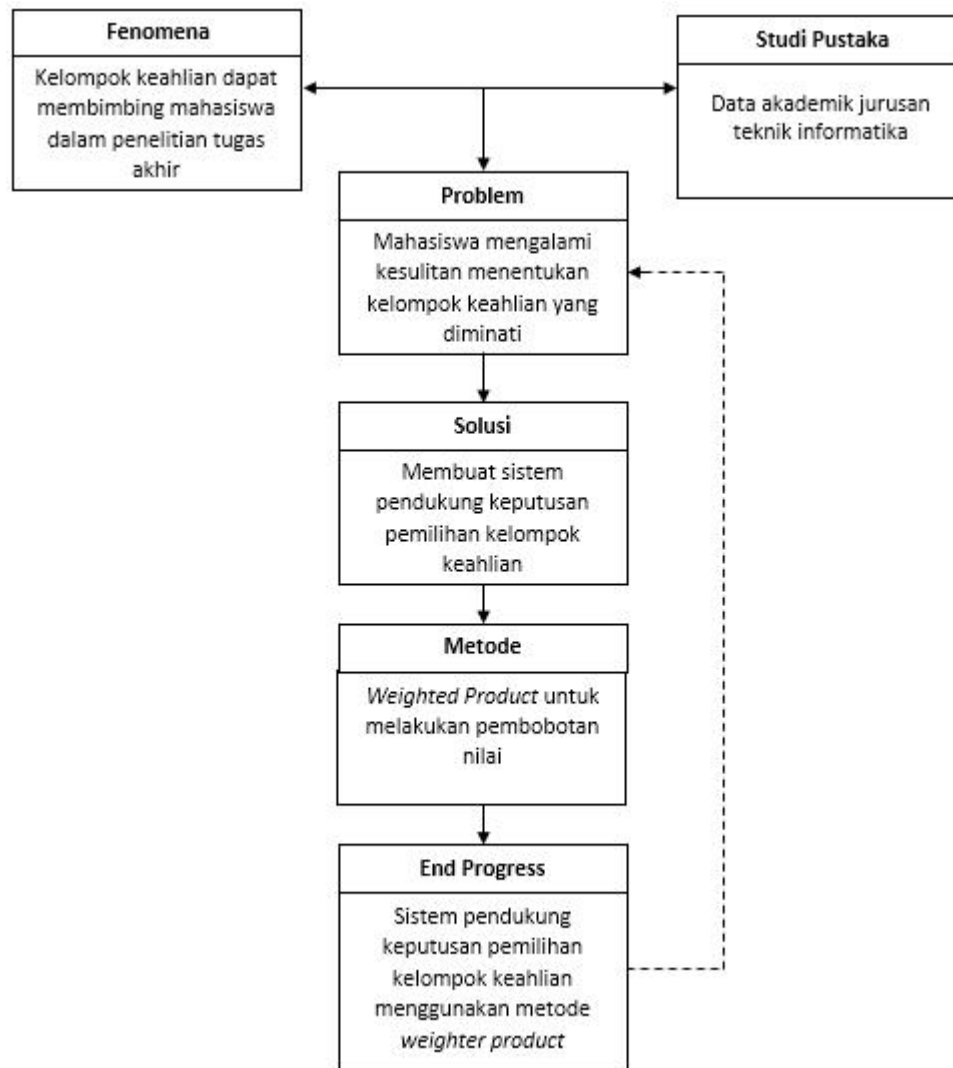 Fenomena
Kelompok keahlian dapat
membimbing mahasiswa
dalam penelitian tugas
akhir
Studi Pustaka
Data akademik jurusan
teknik informatika
Problem
Mahasiswa mengalami
kesulitan menentukan
kelompok keahlian yang
diminati
Solusi
Membuat sistem
pendukung keputusan
pemilihan kelompok
keahlian
Metode
Weighted Product untuk
melakukan pembobotan
nilai
End Progress
Sistem pendukung
keputusan pemilihan
kelompok keahlian
menggunakan metode
weighter product